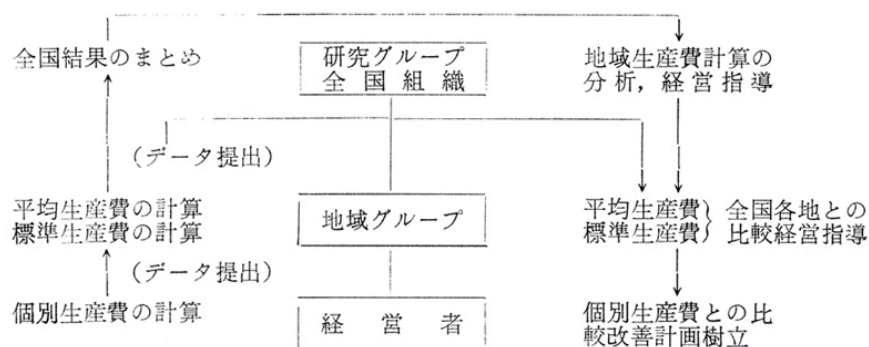 全国結果のまとめ
研究グループ
全国組織
地域生産費計算の
分析，経営指導
(データ提出)
平均生産費の計算
標準生産費の計算
地域グループ
平均生産費} 全国各地との
標準生産費} 比較経営指導
(データ提出)
個別生産費の計算
経営者
個別生産費との比
較改善計画樹立